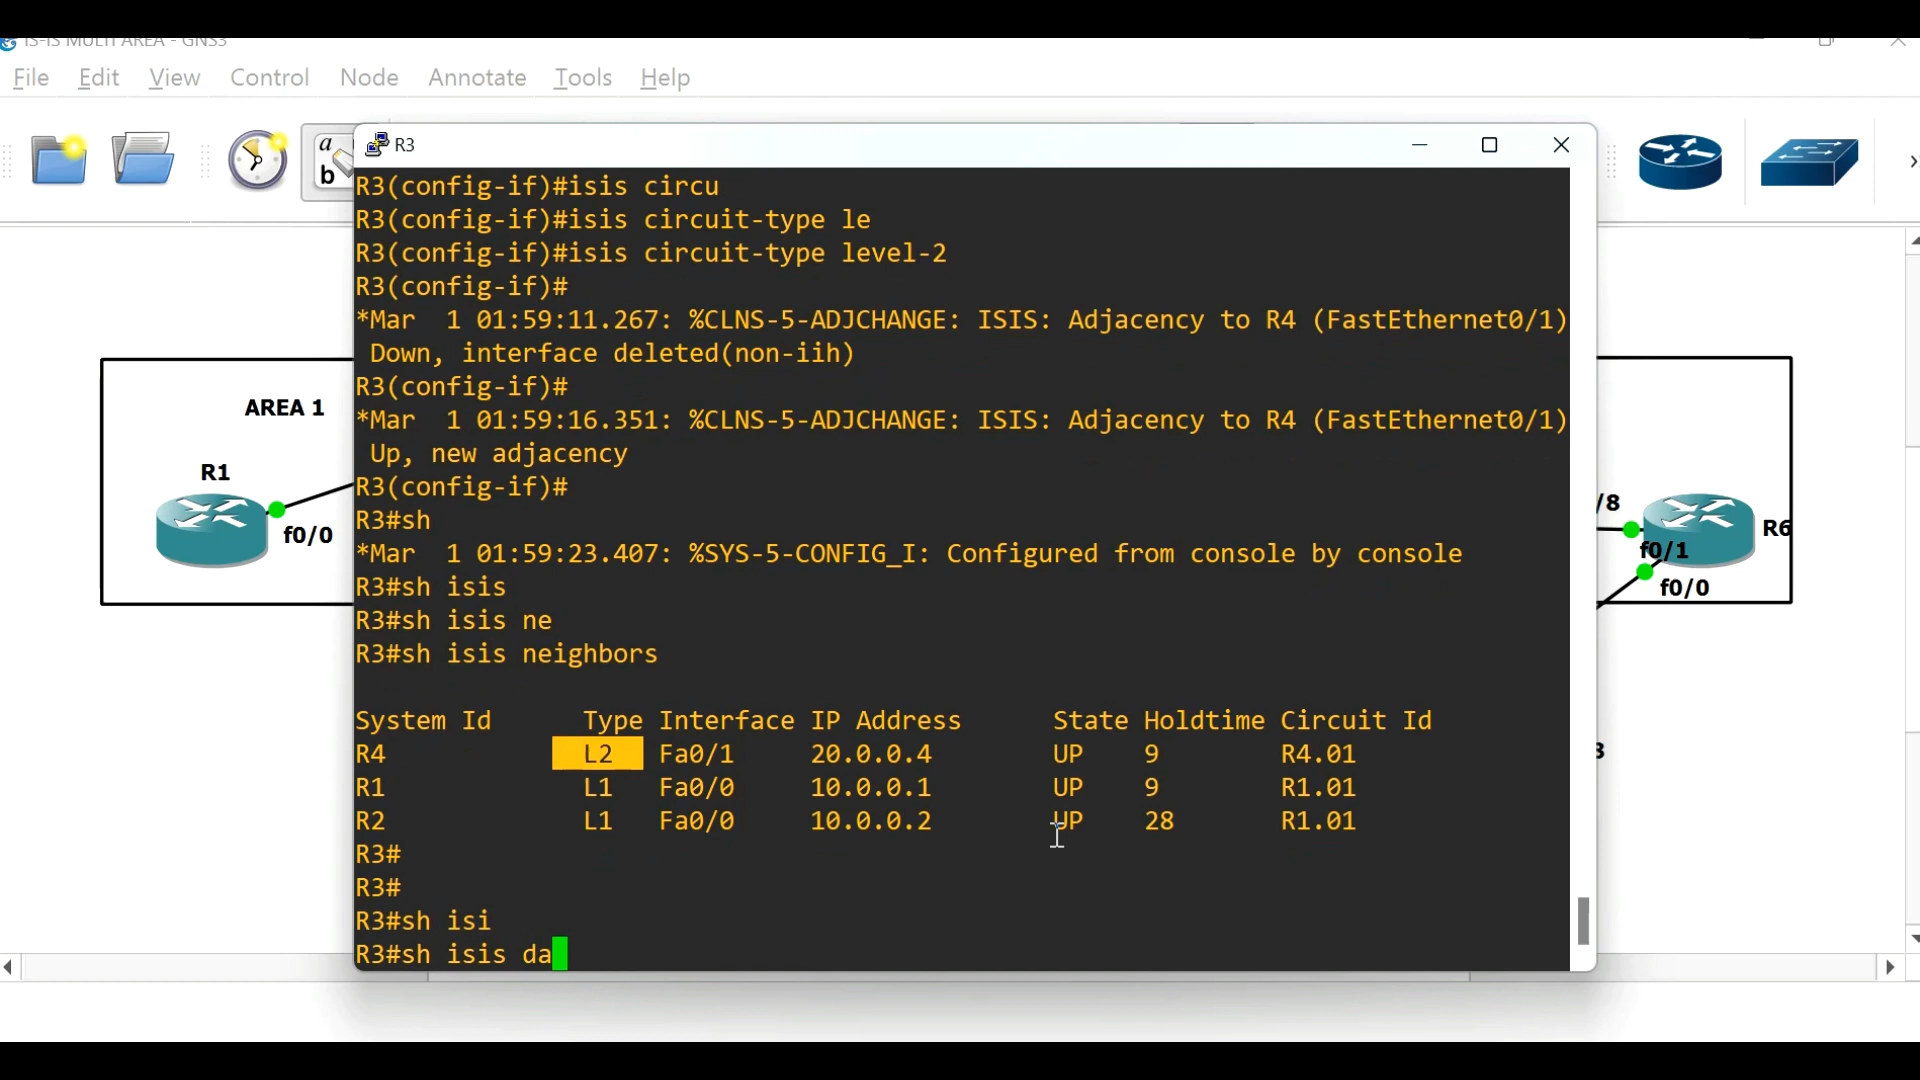 IS-IS MULTI AREA - GNS3
File Edit View Control Node Annotate Tools Help
a
b
R3
R3(config-if)#isis circu
R3(config-if)#isis circuit-type le
R3(config-if)#isis circuit-type level-2
R3(config-if)#
*Mar  1 01:59:11.267: %CLNS-5-ADJCHANGE: ISIS: Adjacency to R4 (FastEthernet0/1)
Down, interface deleted(non-iih)
R3(config-if)#
*Mar  1 01:59:16.351: %CLNS-5-ADJCHANGE: ISIS: Adjacency to R4 (FastEthernet0/1)
Up, new adjacency
R3(config-if)#
R3#sh
*Mar  1 01:59:23.407: %SYS-5-CONFIG_I: Configured from console by console
R3#sh isis
R3#sh isis ne
R3#sh isis neighbors
System Id Type Interface IP Address State Holdtime Circuit Id
R4 L2 Fa0/1 20.0.0.4 UP 9 R4.01
R1 L1 Fa0/0 10.0.0.1 UP 9 R1.01
R2 L1 Fa0/0 10.0.0.2 UP 28 R1.01
R3#
R3#
R3#sh isi
R3#sh isis da
AREA 1
R1
f0/0
/8
R6
f0/1
f0/0